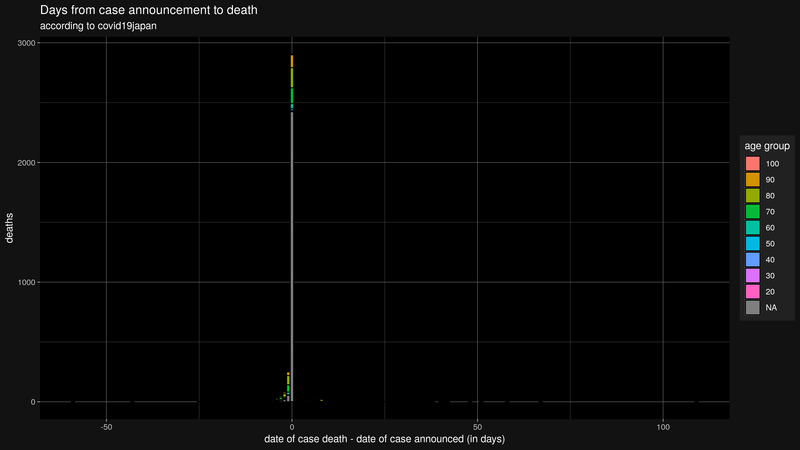 Days from case announcement to death
according to covid19japan
3000
2000
1000
0
deaths
-50
0
50
100
date of case death - date of case announced (in days)
age group
100
90
80
70
60
50
40
30
20
NA